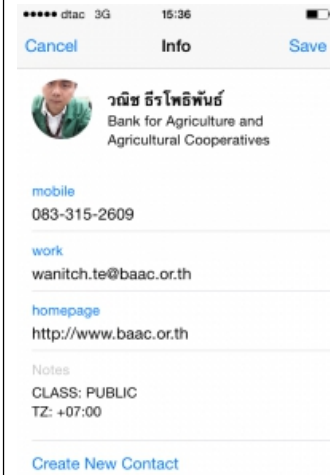 dtac 3G 15:36
Cancel Info Save
วณิช ธีรโพธิพันธ์
Bank for Agriculture and
Agricultural Cooperatives
mobile
083-315-2609
work
wanitch.te@baac.or.th
homepage
http://www.baac.or.th
Notes
CLASS: PUBLIC
TZ: +07:00
Create New Contact